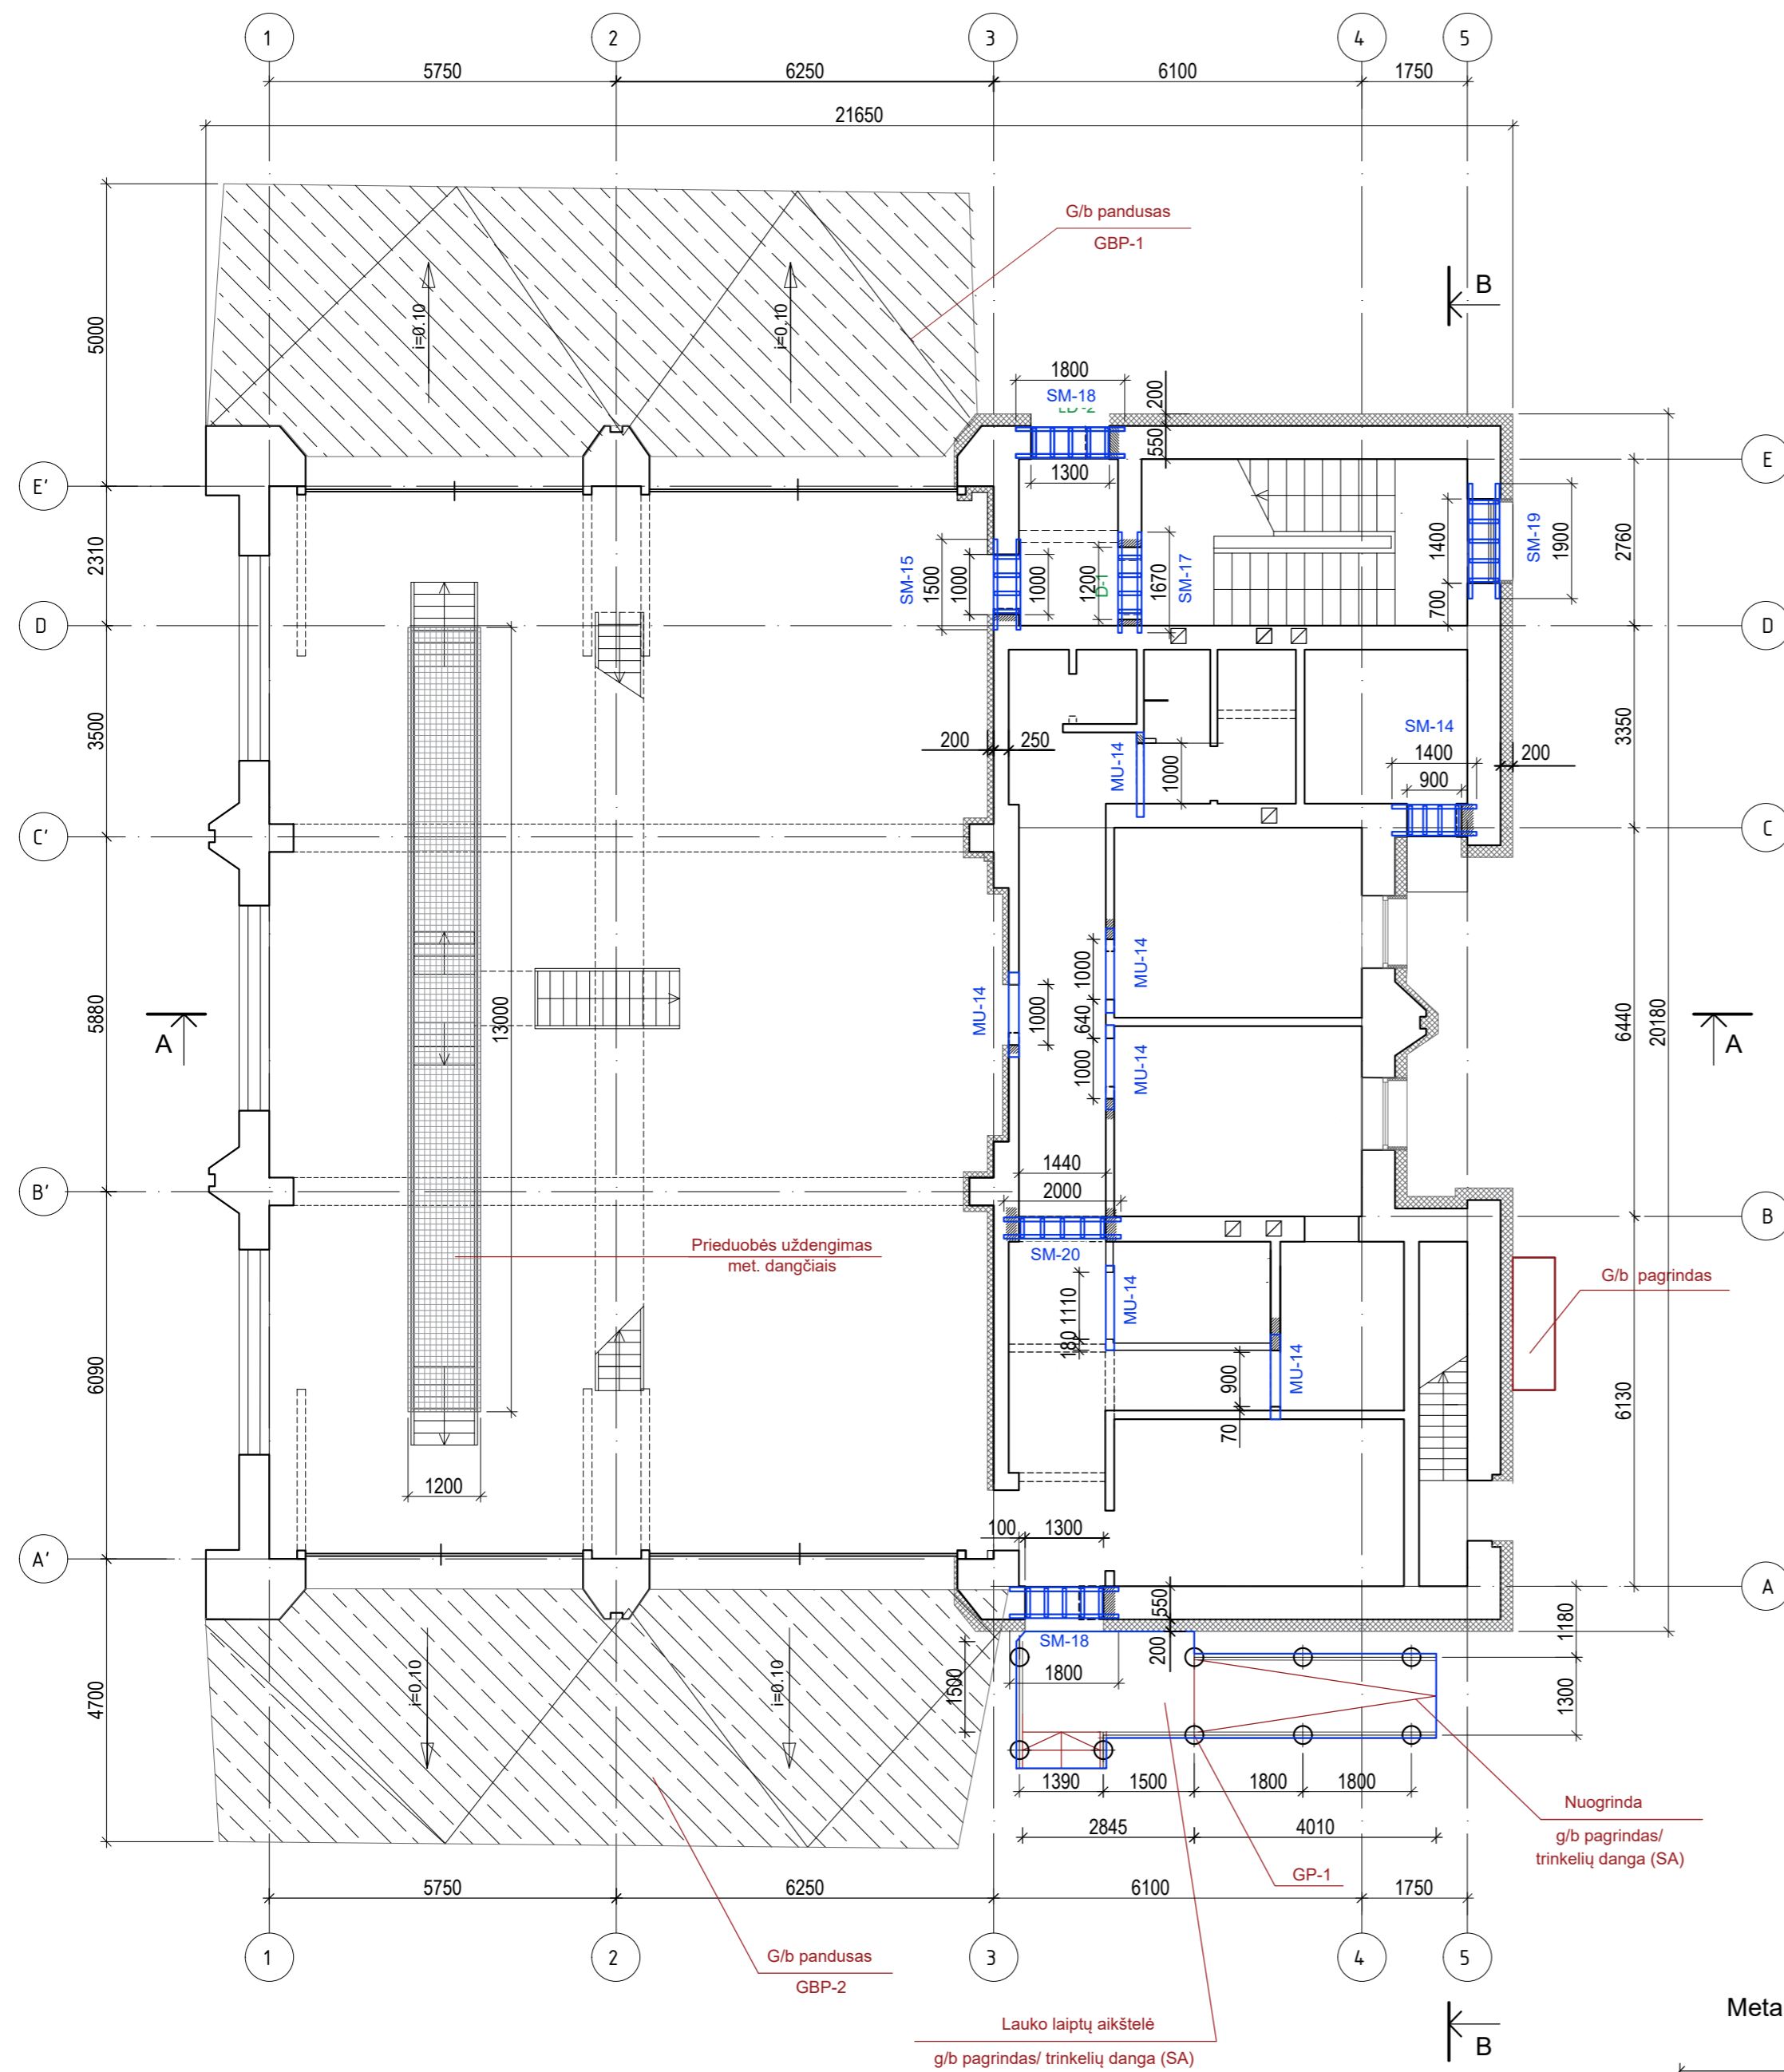 1 2 3 4 5
5750 6250 6100 1750
21650
G/b pandusas
GBP-1
B
5000
i=0.10 i=0.10
1800
SM-18
200
550
1300
E' E
2310
SM-15
1500
1000
1000
1200
D-1
1670
SM-17
1400
700
SM-19
1900
2760
D D
3500
200 250
MU-14
1000
SM-14
1400
900
200
3350
C' C
5880
13000
MU-14
1000
1000
640
1000
MU-14
MU-14
6440
20180
A A
1440
2000
B' B
SM-20
Prieduobės uždengimas
met. dangčiais
G/b pagrindas
1110
180
MU-14
900
70
MU-14
6090
6130
1200
100 1300
A' A
550
200
SM-18
1800
1500
1180
1300
4700
i=0.10 i=0.10
1390 1500 1800 1800
2845 4010
Nuogrinda
g/b pagrindas/
trinkelių danga (SA)
GP-1
5750 6250 6100 1750
1 2 3 4 5
G/b pandusas
GBP-2
Lauko laiptų aikštelė
g/b pagrindas/ trinkelių danga (SA)
B
Meta